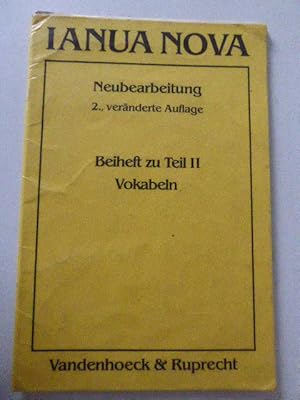 IANUA NOVA
Neubearbeitung
2., veränderte Auflage
Beiheft zu Teil II
Vokabeln
Vandenhoeck & Ruprecht